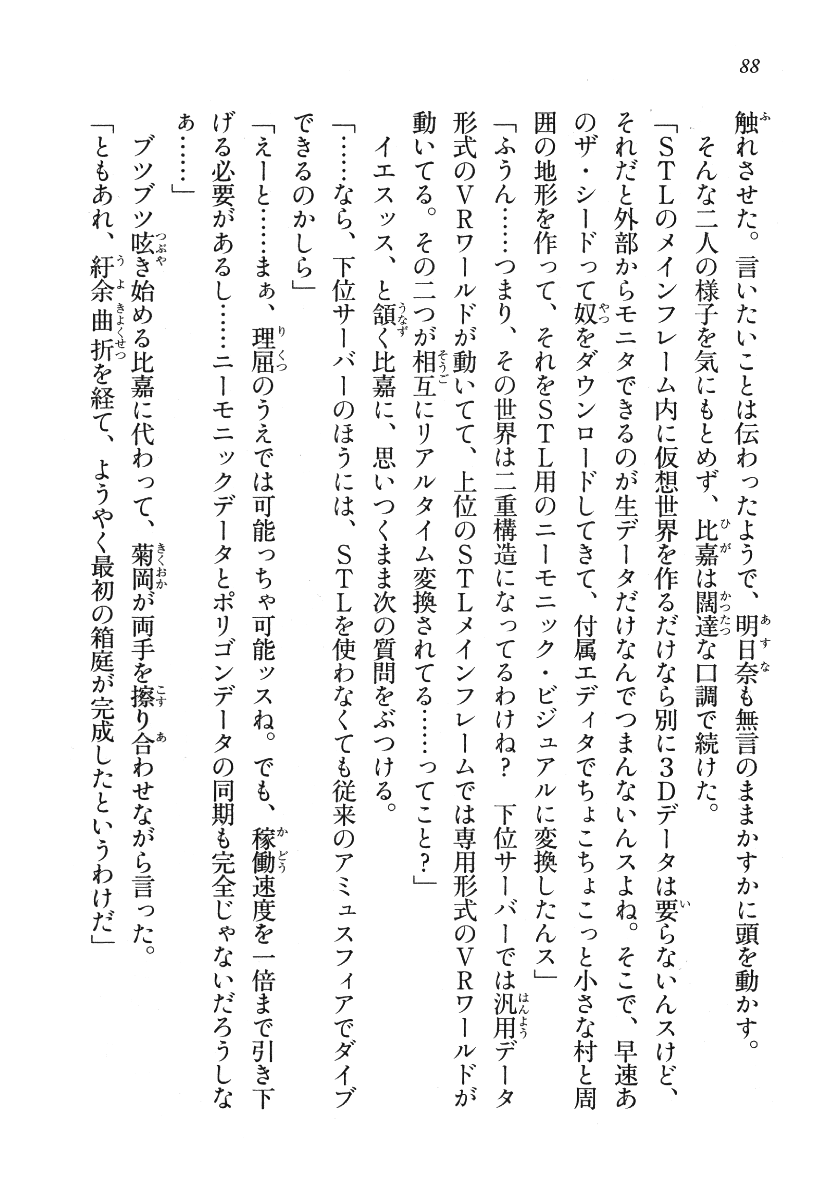 88
触れさせた。言いたいことは伝わったようで、明日奈も無言のままかすかに頭を動かす。
　そんな二人の様子を気にもとめず、比嘉は闊達な口調で続けた。
「ＳＴＬのメインフレーム内に仮想世界を作るだけなら別に３Ｄデータは要らないんスけど、
それだと外部からモニタできるのが生データだけなんでつまんないんスよね。そこで、早速あ
のザ・シードって奴をダウンロードしてきて、付属エディタでちょこちょこっと小さな村と周
囲の地形を作って、それをＳＴＬ用のニーモニック・ビジュアルに変換したんス」
「ふうん……つまり、その世界は二重構造になってるわけね？　下位サーバーでは汎用データ
形式のＶＲワールドが動いてて、上位のＳＴＬメインフレームでは専用形式のＶＲワールドが
動いてる。その二つが相互にリアルタイム変換されてる……ってこと？」
　イエスッス、と頷く比嘉に、思いつくまま次の質問をぶつける。
「……なら、下位サーバーのほうには、ＳＴＬを使わなくても従来のアミュスフィアでダイブ
できるのかしら」
「えーと……まぁ、理屈のうえでは可能っちゃ可能ッスね。でも、稼働速度を一倍まで引き下
げる必要があるし……ニーモニックデータとポリゴンデータの同期も完全じゃないだろうしな
ぁ……」
　ブツブツ呟き始める比嘉に代わって、菊岡が両手を擦り合わせながら言った。
「ともあれ、紆余曲折を経て、ようやく最初の箱庭が完成したというわけだ」